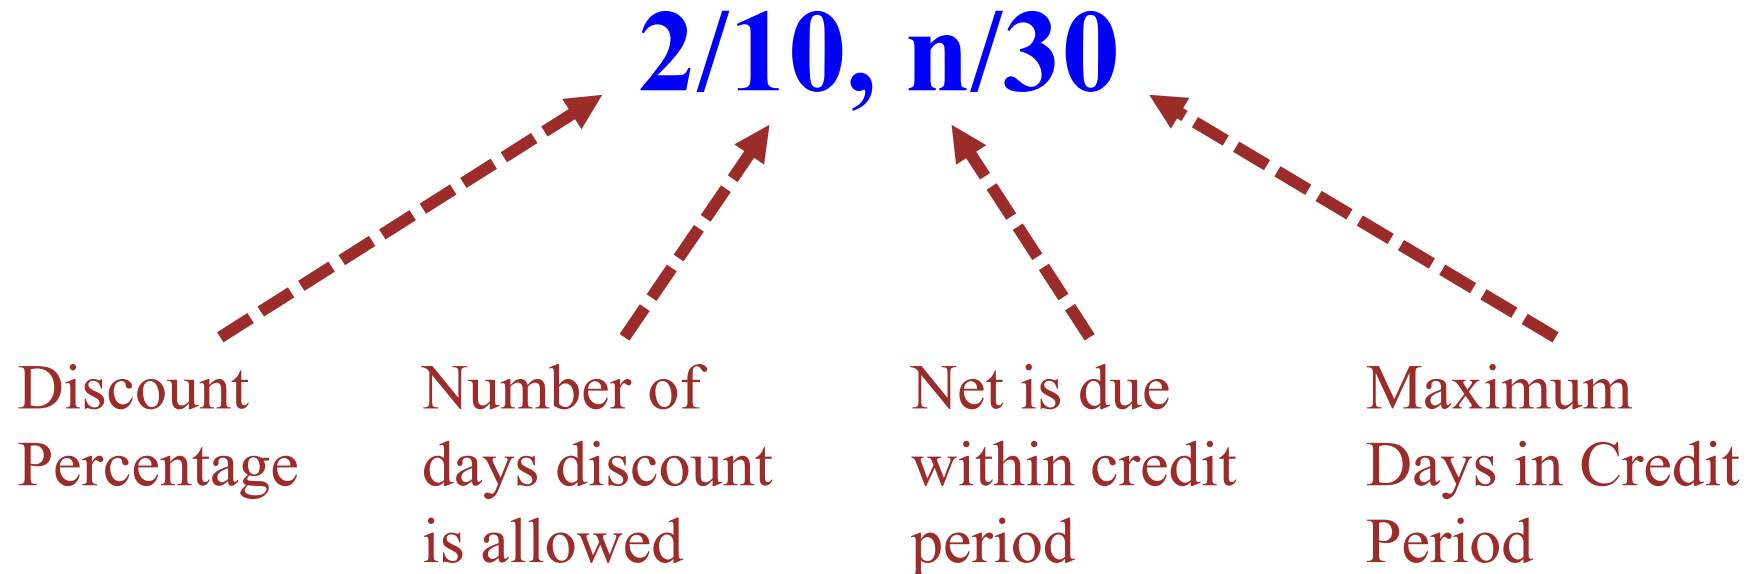 2/10, n/30
Discount
Percentage
Number of
days discount
is allowed
Net is due
within credit
period
Maximum
Days in Credit
Period